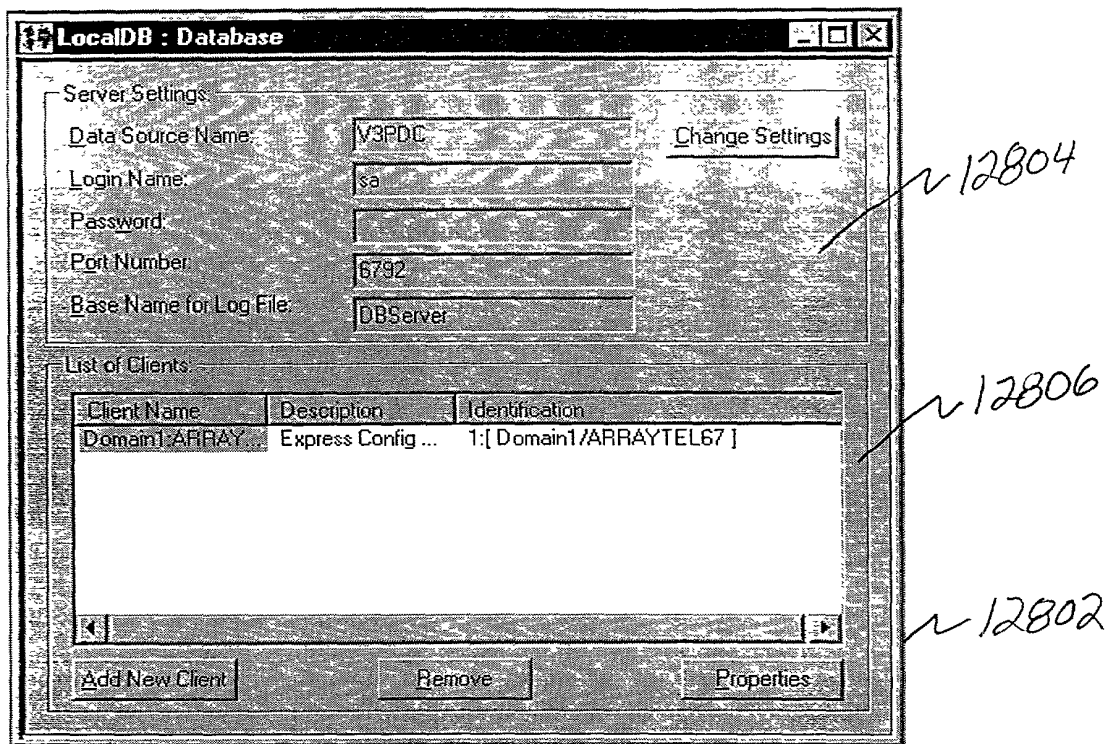 LocalDB : Database
Server Settings:
Data Source Name: V3PDC Change Settings
Login Name: sa
Password:
Port Number: 6792
Base Name for Log File: DBServer
12804
List of Clients:
Client Name Description Identification
Domain1:ARRAY... Express Config ... 1:[ Domain1/ARRAYTEL67 ]
12806
Add New Client Remove Properties
12802